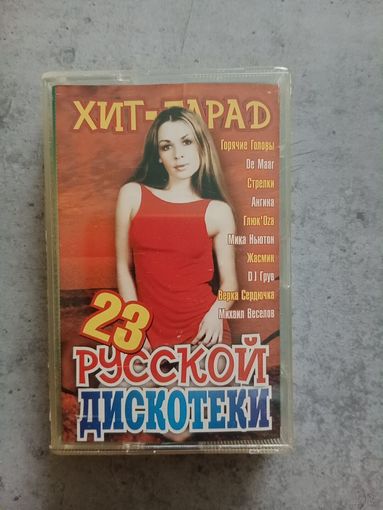 ХИТ-ПАРАД
Горячие Головы
De Maar
Стрелки
Ангина
Глюк'Oza
Мика Ньютон
Жасмик
DJ Грув
Верка Сердючка
Михаил Веселов
23
РУССКОЙ
ДИСКОТЕКИ